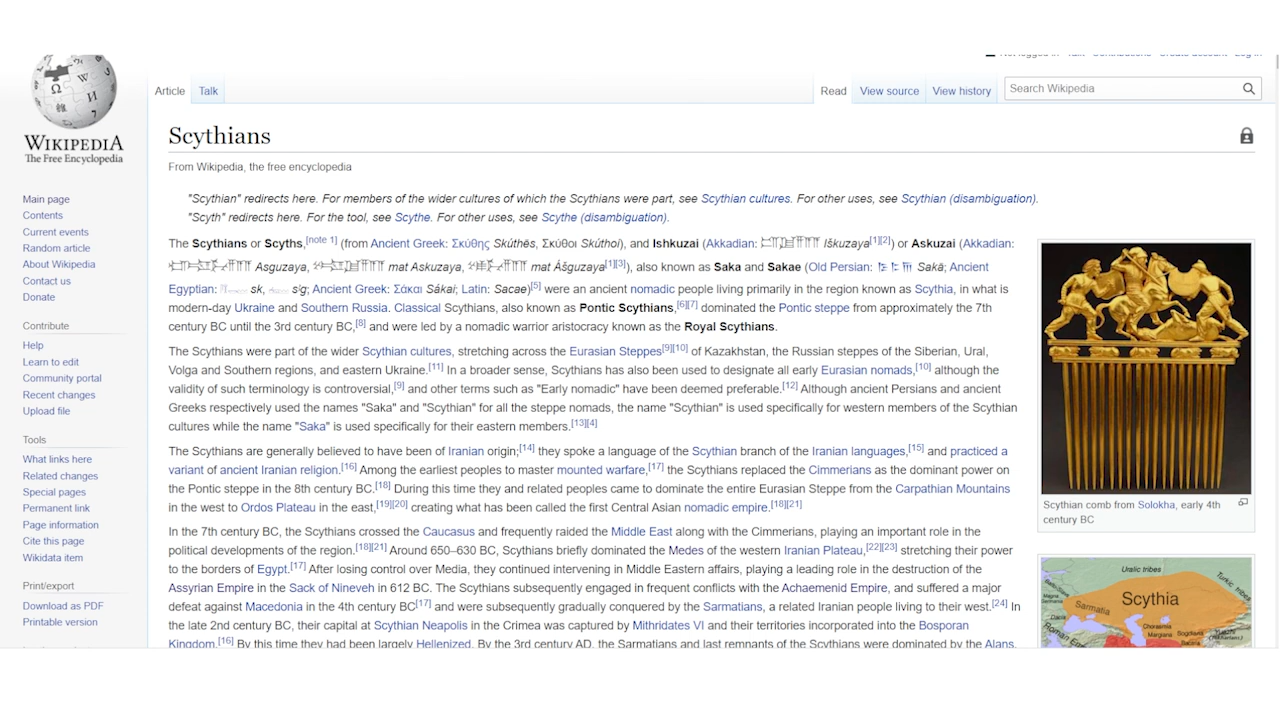 WIKIPEDIA
The Free Encyclopedia
Main page
Contents
Current events
Random article
About Wikipedia
Contact us
Donate
Contribute
Help
Learn to edit
Community portal
Recent changes
Upload file
Tools
What links here
Related changes
Special pages
Permanent link
Page information
Cite this page
Wikidata item
Print/export
Download as PDF
Printable version
Article Talk
Read View source View history Search Wikipedia
Scythians
From Wikipedia, the free encyclopedia
"Scythian" redirects here. For members of the wider cultures of which the Scythians were part, see Scythian cultures. For other uses, see Scythian (disambiguation).
"Scyth" redirects here. For the tool, see Scythe. For other uses, see Scythe (disambiguation).
The Scythians or Scyths,[note 1] (from Ancient Greek: Σκύθης Skúthēs, Σκύθοι Skúthoi), and Ishkuzai (Akkadian: Iškuzaya[1][2]) or Askuzai (Akkadian:
Asguzaya, mat Askuzaya, mat Ášguzaya[1][3]), also known as Saka and Sakae (Old Persian: Sakā; Ancient
Egyptian: sk, sꜣg; Ancient Greek: Σάκαι Sákai; Latin: Sacae)[5] were an ancient nomadic people living primarily in the region known as Scythia, in what is
modern-day Ukraine and Southern Russia. Classical Scythians, also known as Pontic Scythians,[6][7] dominated the Pontic steppe from approximately the 7th
century BC until the 3rd century BC,[8] and were led by a nomadic warrior aristocracy known as the Royal Scythians.
The Scythians were part of the wider Scythian cultures, stretching across the Eurasian Steppes[9][10] of Kazakhstan, the Russian steppes of the Siberian, Ural,
Volga and Southern regions, and eastern Ukraine.[11] In a broader sense, Scythians has also been used to designate all early Eurasian nomads,[10] although the
validity of such terminology is controversial,[9] and other terms such as "Early nomadic" have been deemed preferable.[12] Although ancient Persians and ancient
Greeks respectively used the names "Saka" and "Scythian" for all the steppe nomads, the name "Scythian" is used specifically for western members of the Scythian
cultures while the name "Saka" is used specifically for their eastern members.[13][4]
The Scythians are generally believed to have been of Iranian origin;[14] they spoke a language of the Scythian branch of the Iranian languages,[15] and practiced a
variant of ancient Iranian religion.[16] Among the earliest peoples to master mounted warfare,[17] the Scythians replaced the Cimmerians as the dominant power on
the Pontic steppe in the 8th century BC.[18] During this time they and related peoples came to dominate the entire Eurasian Steppe from the Carpathian Mountains
in the west to Ordos Plateau in the east,[19][20] creating what has been called the first Central Asian nomadic empire.[18][21]
In the 7th century BC, the Scythians crossed the Caucasus and frequently raided the Middle East along with the Cimmerians, playing an important role in the
political developments of the region.[18][21] Around 650–630 BC, Scythians briefly dominated the Medes of the western Iranian Plateau,[22][23] stretching their power
to the borders of Egypt.[17] After losing control over Media, they continued intervening in Middle Eastern affairs, playing a leading role in the destruction of the
Assyrian Empire in the Sack of Nineveh in 612 BC. The Scythians subsequently engaged in frequent conflicts with the Achaemenid Empire, and suffered a major
defeat against Macedonia in the 4th century BC[17] and were subsequently gradually conquered by the Sarmatians, a related Iranian people living to their west.[24] In
the late 2nd century BC, their capital at Scythian Neapolis in the Crimea was captured by Mithridates VI and their territories incorporated into the Bosporan
Kingdom.[16] By this time they had been largely Hellenized. By the 3rd century AD, the Sarmatians and last remnants of the Scythians were dominated by the Alans,
Scythian comb from Solokha, early 4th
century BC
Uralic tribes
Turkic tribes
Scythia
Sarmatia
Dacia
Chorasmia
Margiana
Sogdiana